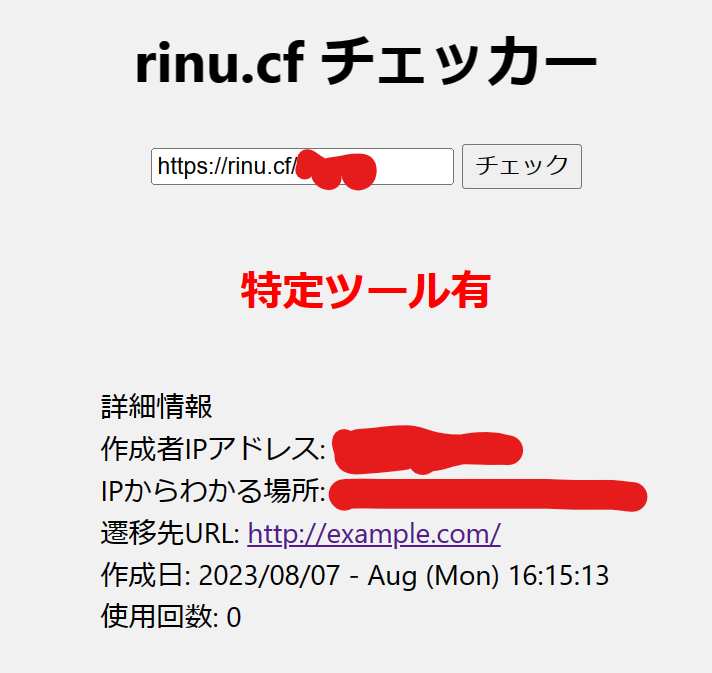 rinu.cf チェッカー
https://rinu.cf/ チェック
特定ツール有
詳細情報
作成者IPアドレス:
IPからわかる場所:
遷移先URL: http://example.com/
作成日: 2023/08/07 - Aug (Mon) 16:15:13
使用回数: 0